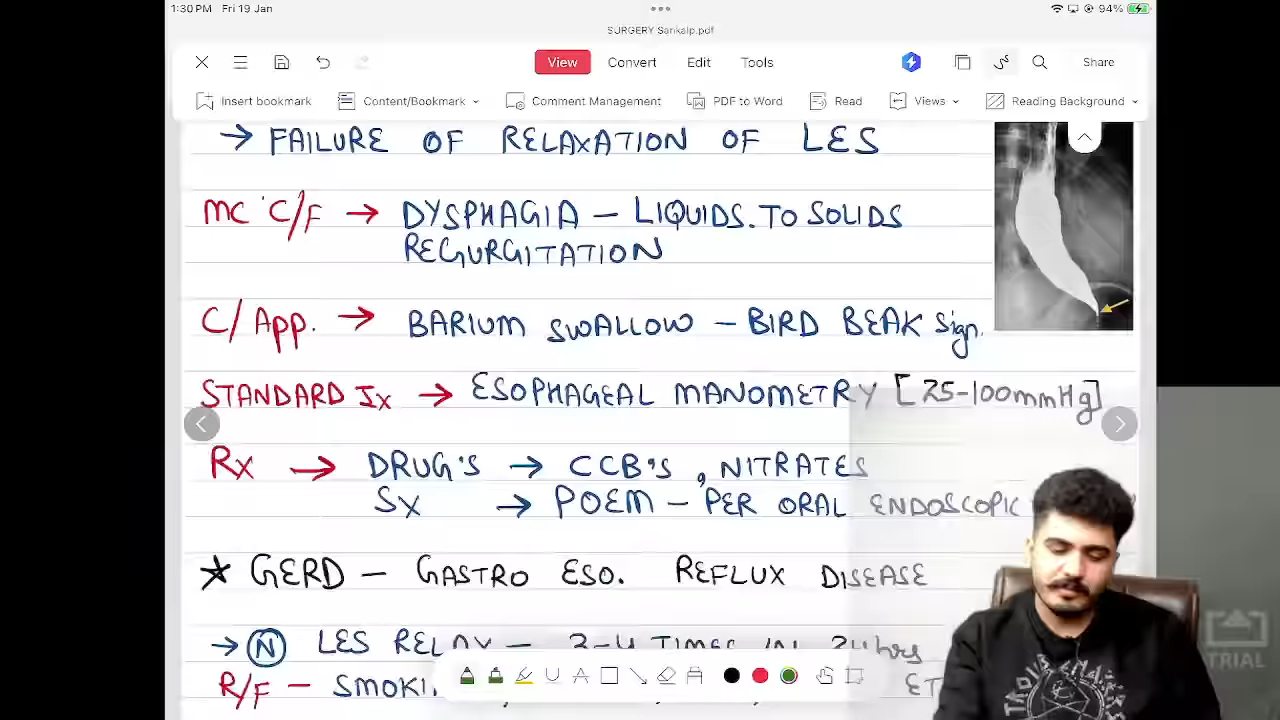 1:30 PM Fri 19 Jan 94%
SURGERY Sankalp.pdf
View Convert Edit Tools Share
Insert bookmark Content/Bookmark Comment Management PDF to Word Read Views Reading Background
→ FAILURE OF RELAXATION OF LES
MC C/F → DYSPHAGIA – LIQUIDS. TO SOLIDS
REGURGITATION
C/App. → BARIUM SWALLOW – BIRD BEAK Sign.
STANDARD Ix → ESOPHAGEAL MANOMETRY [25-100mmHg]
Rx → DRUG'S → CCB'S, NITRATES
Sx → POEM – PER ORAL ENDOSCOPIC
★ GERD – GASTRO ESO. REFLUX DISEASE
→ N LES RELAX – 3-4 TIMES IN 24hrs
R/F –
TRIAL